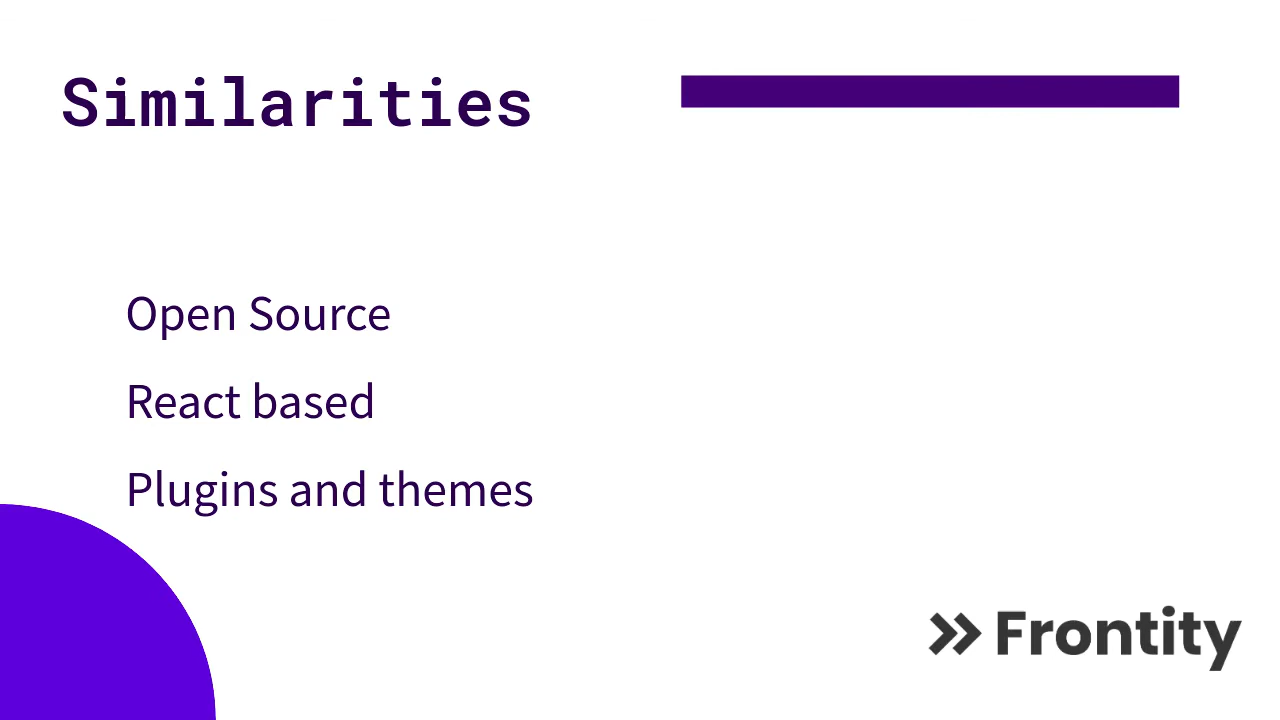 Similarities
Open Source
React based
Plugins and themes
Frontity